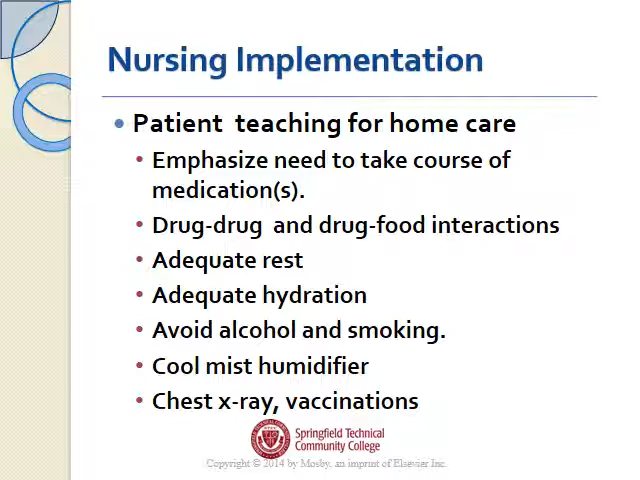 Nursing Implementation
• Patient  teaching for home care
• Emphasize need to take course of
medication(s).
• Drug-drug  and drug-food interactions
• Adequate rest
• Adequate hydration
• Avoid alcohol and smoking.
• Cool mist humidifier
• Chest x-ray, vaccinations
Springfield Technical
Community College
Copyright © 2014 by Mosby, an imprint of Elsevier Inc.